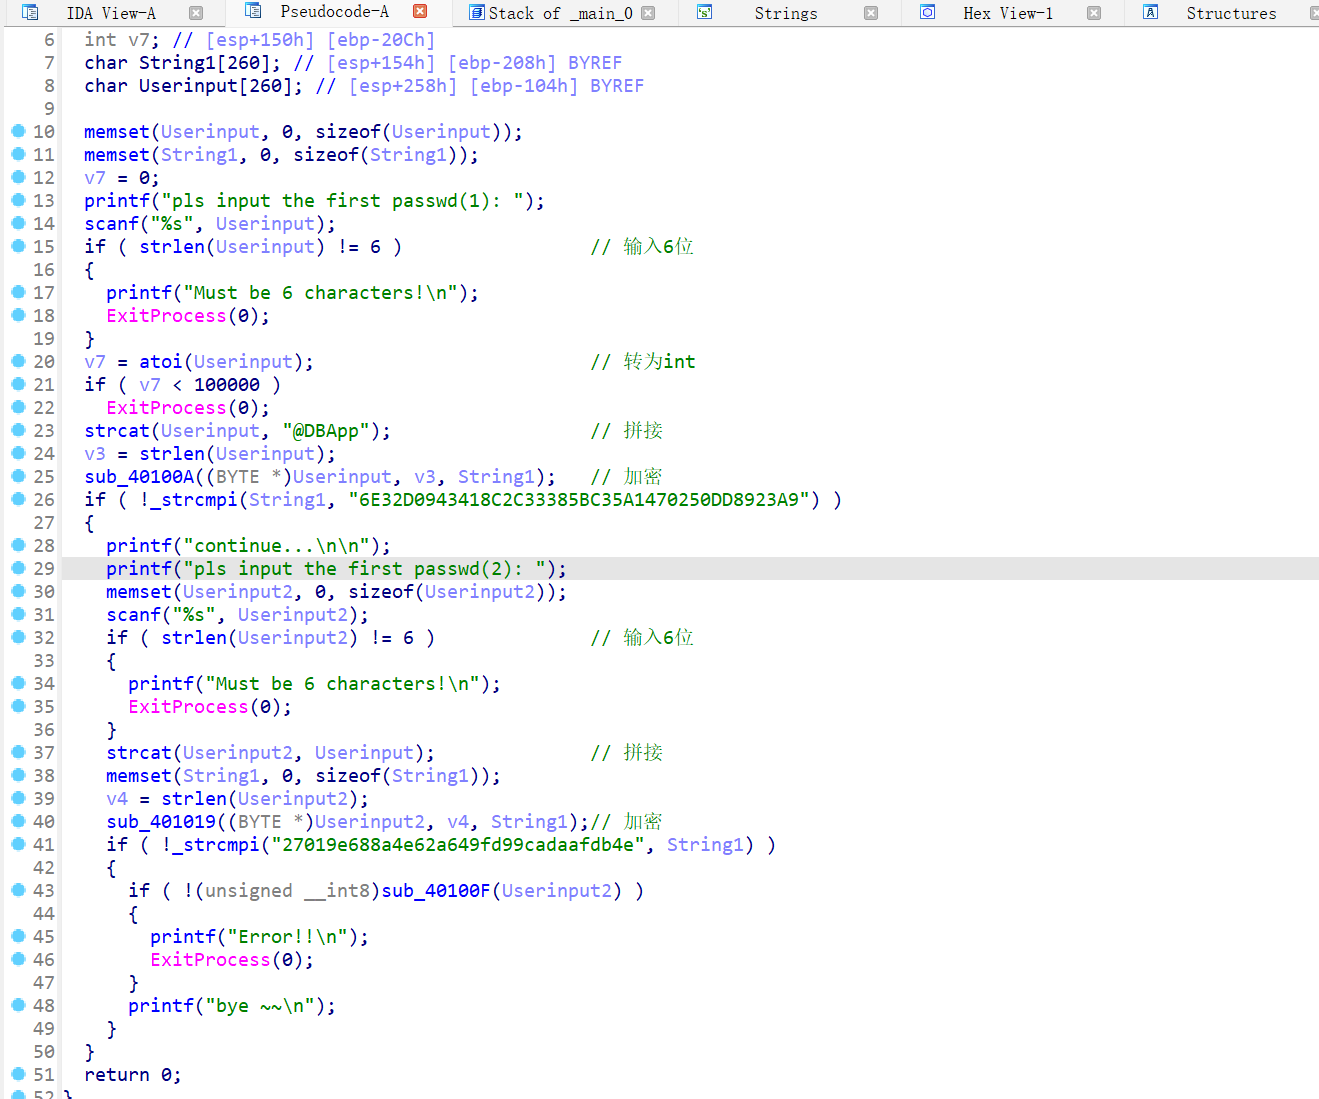 IDA View-A Pseudocode-A Stack of _main_0 Strings Hex View-1 Structures
6 int v7; // [esp+150h] [ebp-20Ch]
7 char String1[260]; // [esp+154h] [ebp-208h] BYREF
8 char Userinput[260]; // [esp+258h] [ebp-104h] BYREF
9
10 memset(Userinput, 0, sizeof(Userinput));
11 memset(String1, 0, sizeof(String1));
12 v7 = 0;
13 printf("pls input the first passwd(1): ");
14 scanf("%s", Userinput);
15 if ( strlen(Userinput) != 6 ) // 输入6位
16 {
17 printf("Must be 6 characters!\n");
18 ExitProcess(0);
19 }
20 v7 = atoi(Userinput); // 转为int
21 if ( v7 < 100000 )
22 ExitProcess(0);
23 strcat(Userinput, "@DBApp"); // 拼接
24 v3 = strlen(Userinput);
25 sub_40100A((BYTE *)Userinput, v3, String1); // 加密
26 if ( !_strcmpi(String1, "6E32D0943418C2C33385BC35A1470250DD8923A9") )
27 {
28 printf("continue...\n\n");
29 printf("pls input the first passwd(2): ");
30 memset(Userinput2, 0, sizeof(Userinput2));
31 scanf("%s", Userinput2);
32 if ( strlen(Userinput2) != 6 ) // 输入6位
33 {
34 printf("Must be 6 characters!\n");
35 ExitProcess(0);
36 }
37 strcat(Userinput2, Userinput); // 拼接
38 memset(String1, 0, sizeof(String1));
39 v4 = strlen(Userinput2);
40 sub_401019((BYTE *)Userinput2, v4, String1);// 加密
41 if ( !_strcmpi("27019e688a4e62a649fd99cadaafdb4e", String1) )
42 {
43 if ( !(unsigned __int8)sub_40100F(Userinput2) )
44 {
45 printf("Error!!\n");
46 ExitProcess(0);
47 }
48 printf("bye ~~\n");
49 }
50 }
51 return 0;
52 }